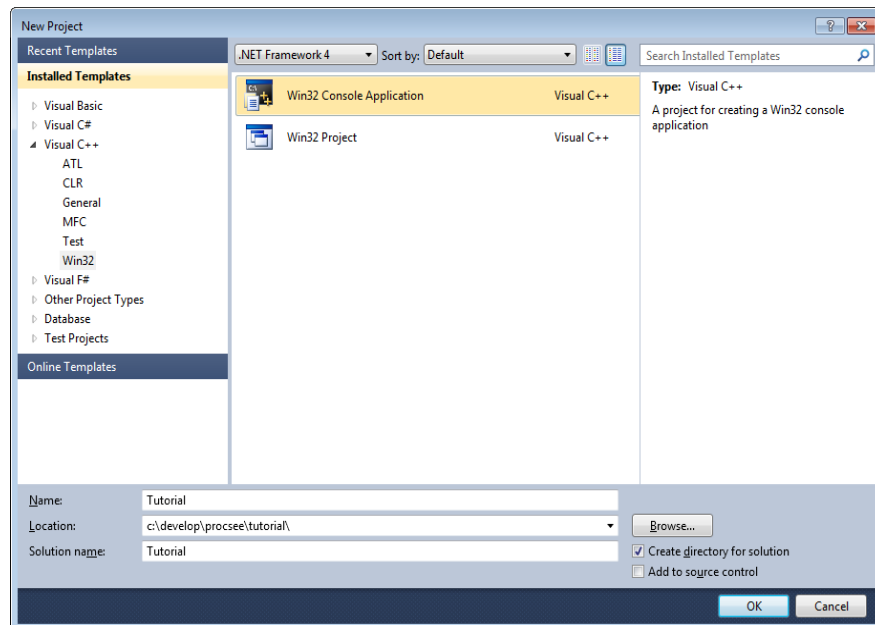 New Project
Recent Templates
.NET Framework 4 Sort by: Default
Search Installed Templates
Installed Templates
Visual Basic
Visual C#
Visual C++
ATL
CLR
General
MFC
Test
Win32
Visual F#
Other Project Types
Database
Test Projects
Online Templates
Win32 Console Application Visual C++
Win32 Project Visual C++
Type: Visual C++
A project for creating a Win32 console
application
Name: Tutorial
Location: c:\develop\procsee\tutorial\ Browse...
Solution name: Tutorial
Create directory for solution
Add to source control
OK Cancel